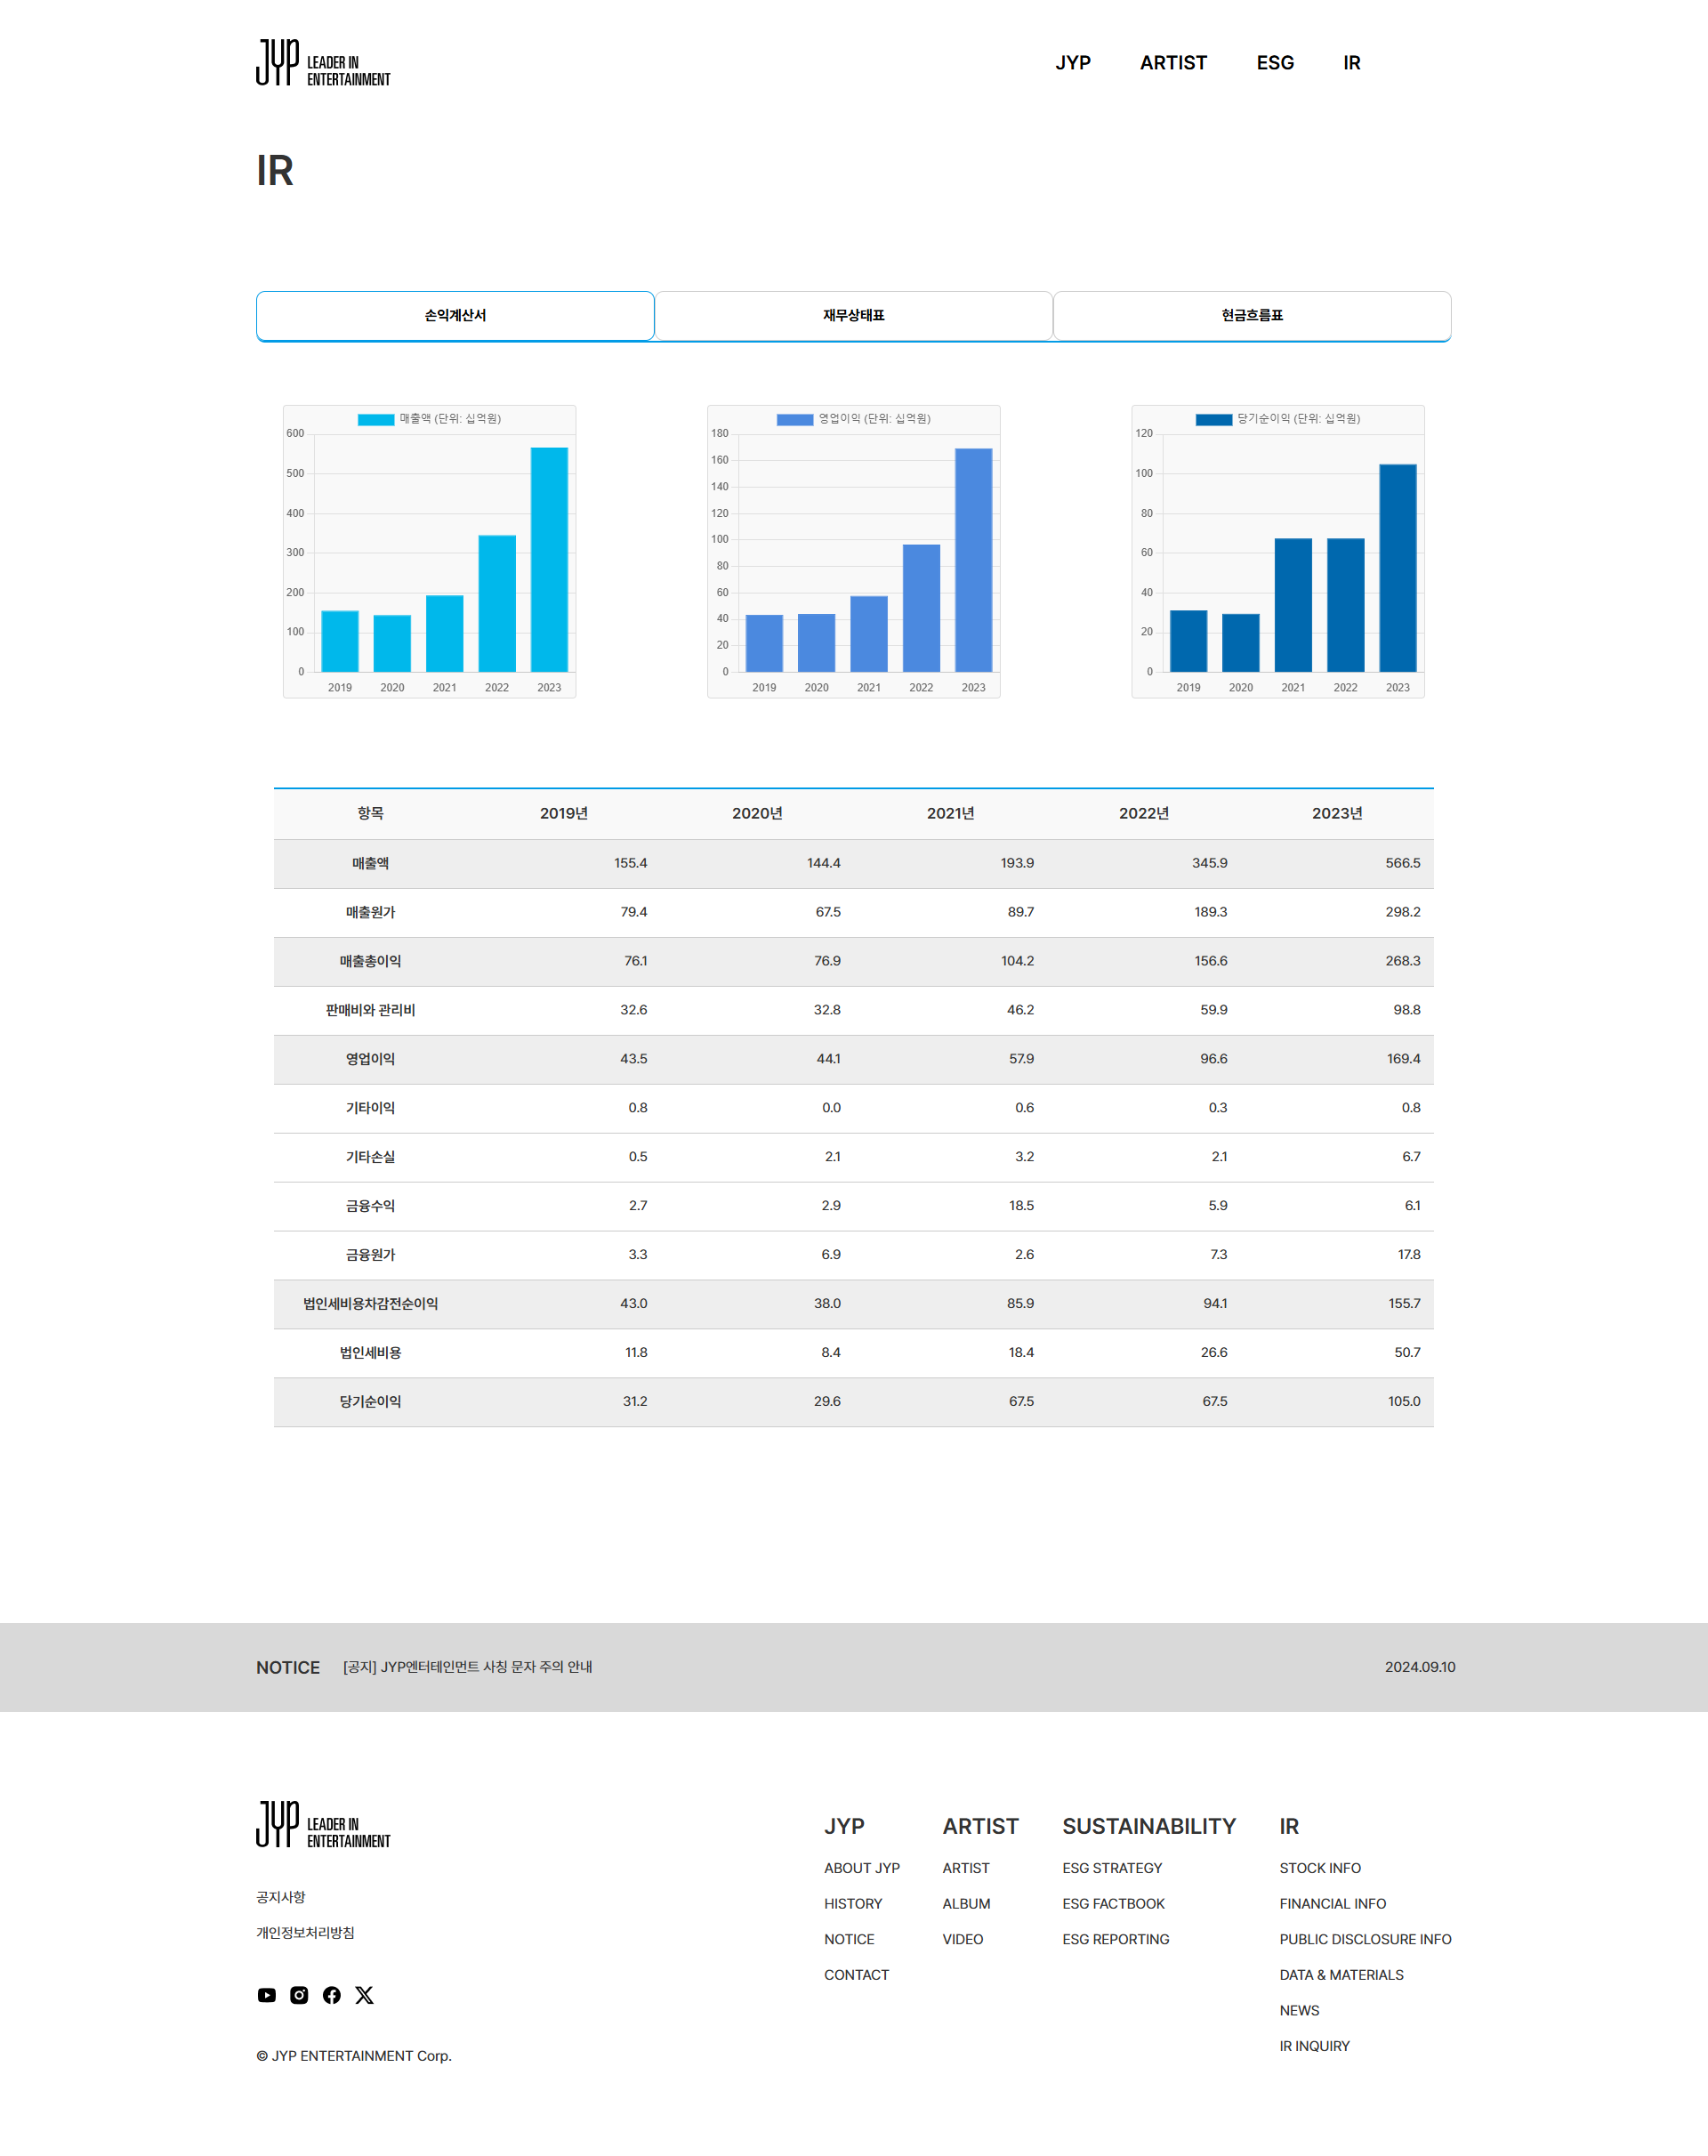 JYP LEADER IN ENTERTAINMENT
JYP ARTIST ESG IR
IR
손익계산서 재무상태표 현금흐름표
매출액 (단위: 십억원)
600
500
400
300
200
100
0
2019 2020 2021 2022 2023
영업이익 (단위: 십억원)
180
160
140
120
100
80
60
40
20
0
2019 2020 2021 2022 2023
당기순이익 (단위: 십억원)
120
100
80
60
40
20
0
2019 2020 2021 2022 2023
항목 2019년 2020년 2021년 2022년 2023년
매출액 155.4 144.4 193.9 345.9 566.5
매출원가 79.4 67.5 89.7 189.3 298.2
매출총이익 76.1 76.9 104.2 156.6 268.3
판매비와 관리비 32.6 32.8 46.2 59.9 98.8
영업이익 43.5 44.1 57.9 96.6 169.4
기타이익 0.8 0.0 0.6 0.3 0.8
기타손실 0.5 2.1 3.2 2.1 6.7
금융수익 2.7 2.9 18.5 5.9 6.1
금융원가 3.3 6.9 2.6 7.3 17.8
법인세비용차감전순이익 43.0 38.0 85.9 94.1 155.7
법인세비용 11.8 8.4 18.4 26.6 50.7
당기순이익 31.2 29.6 67.5 67.5 105.0
NOTICE [공지] JYP엔터테인먼트 사칭 문자 주의 안내 2024.09.10
JYP LEADER IN ENTERTAINMENT
공지사항
개인정보처리방침
© JYP ENTERTAINMENT Corp.
JYP
ABOUT JYP
HISTORY
NOTICE
CONTACT
ARTIST
ARTIST
ALBUM
VIDEO
SUSTAINABILITY
ESG STRATEGY
ESG FACTBOOK
ESG REPORTING
IR
STOCK INFO
FINANCIAL INFO
PUBLIC DISCLOSURE INFO
DATA & MATERIALS
NEWS
IR INQUIRY